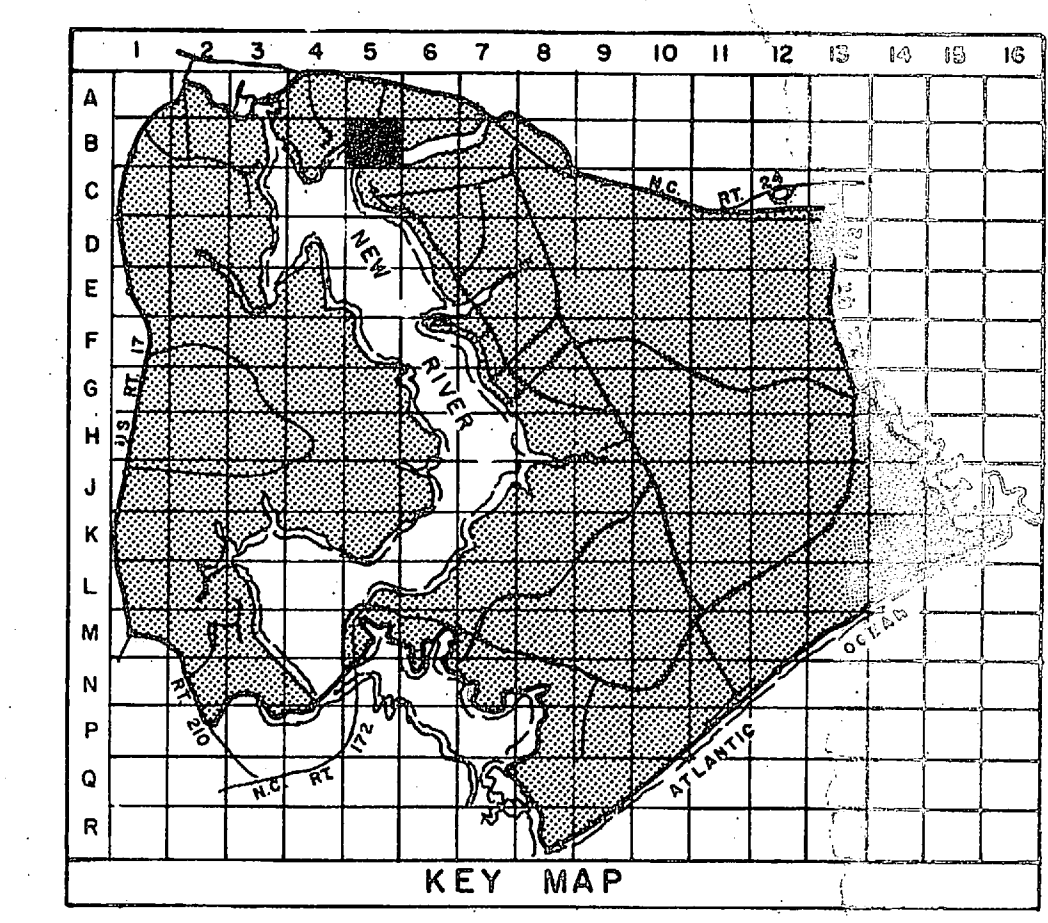 1 2 3 4 5 6 7 8 9 10 11 12 13 14 15 16
A
B
C
D
E
F
G
H
J
K
L
M
N
P
Q
R
N.C. RT. 24
NEW RIVER
US RT. 17
RT. 210
N.C. RT. 172
ATLANTIC OCEAN
KEY MAP